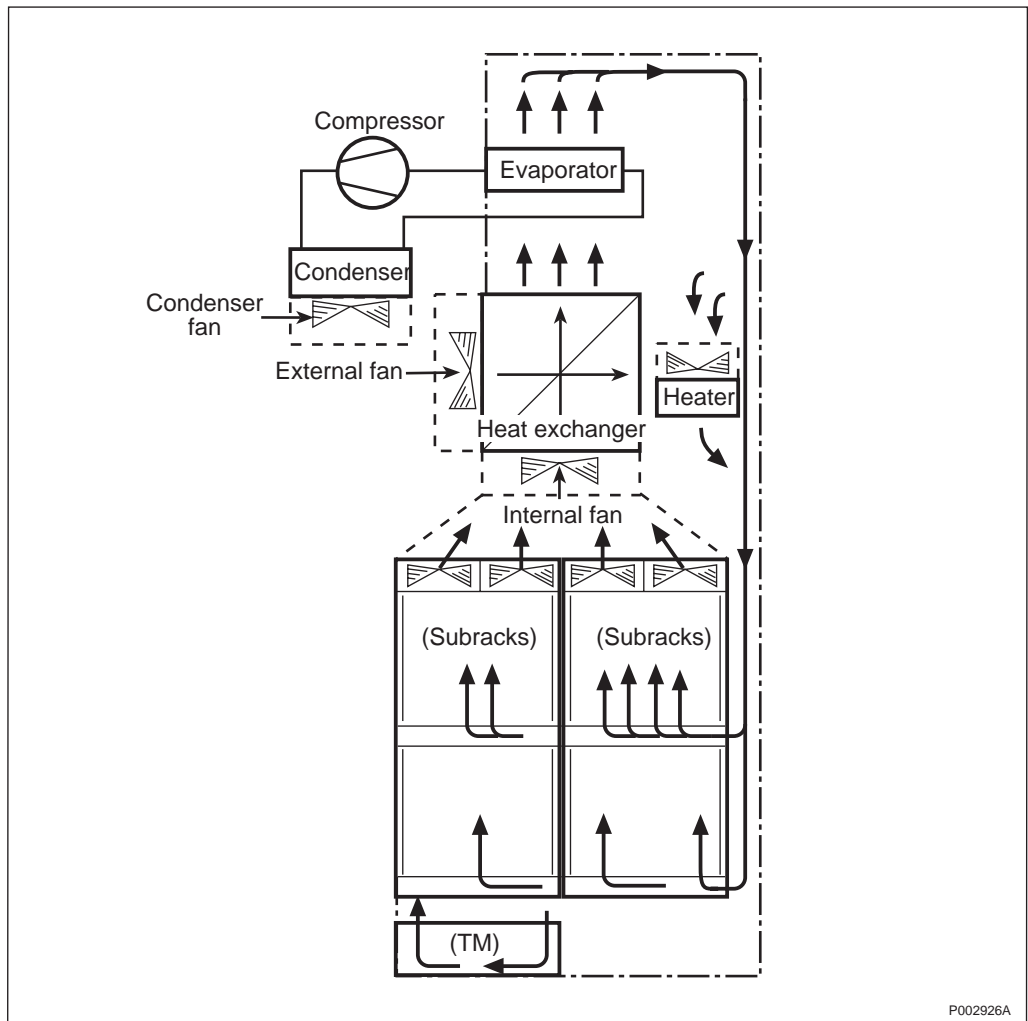 Compressor
Evaporator
Condenser
Condenser
fan
External fan
Heater
Heat exchanger
Internal fan
(Subracks)
(Subracks)
(TM)
P002926A